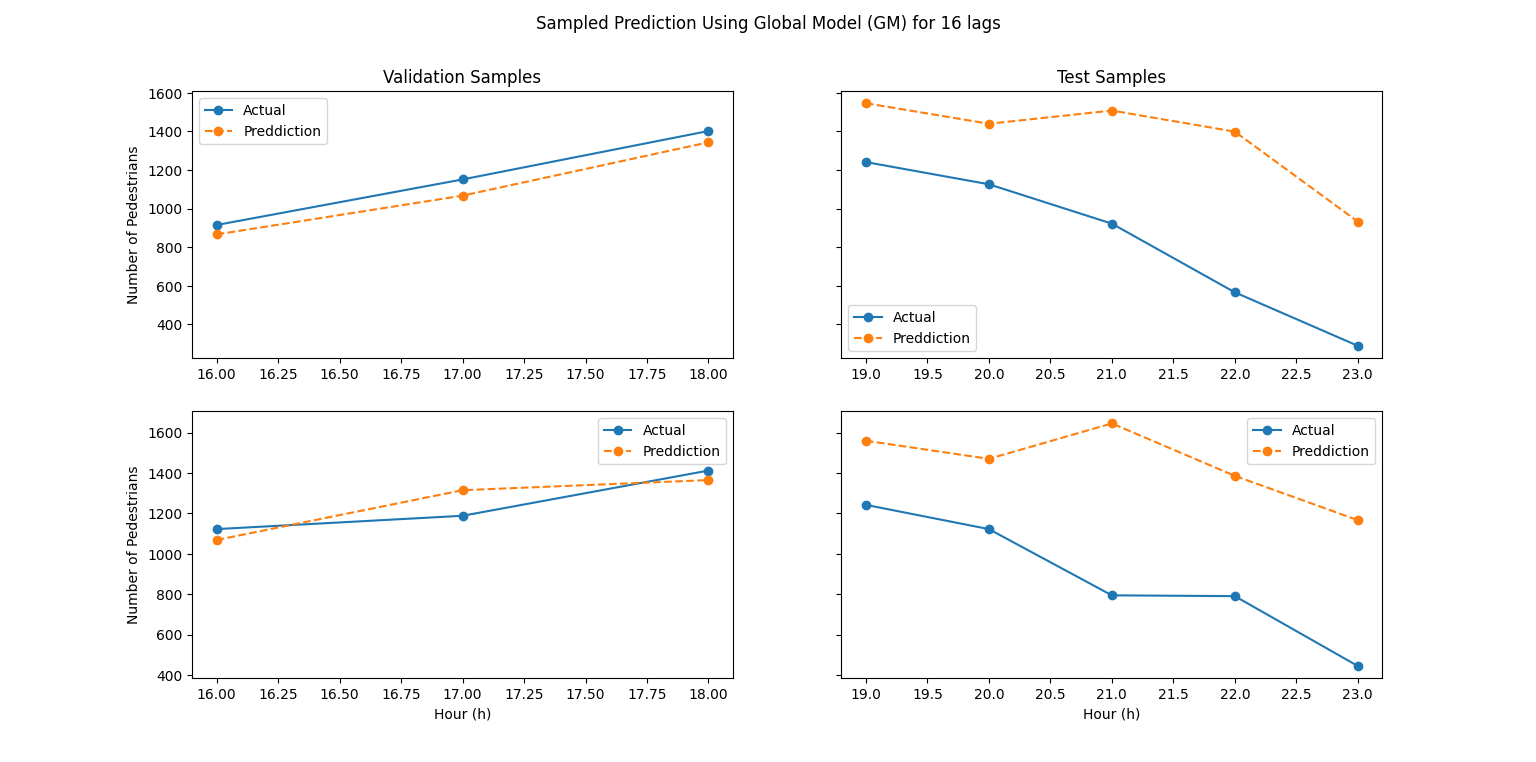 Sampled Prediction Using Global Model (GM) for 16 lags
Validation Samples
Test Samples
Number of Pedestrians
1600
1400
1200
1000
800
600
400
Actual
Preddiction
16.00 16.25 16.50 16.75 17.00 17.25 17.50 17.75 18.00
Actual
Preddiction
19.0 19.5 20.0 20.5 21.0 21.5 22.0 22.5 23.0
Number of Pedestrians
1600
1400
1200
1000
800
600
400
Actual
Preddiction
16.00 16.25 16.50 16.75 17.00 17.25 17.50 17.75 18.00
Hour (h)
Actual
Preddiction
19.0 19.5 20.0 20.5 21.0 21.5 22.0 22.5 23.0
Hour (h)